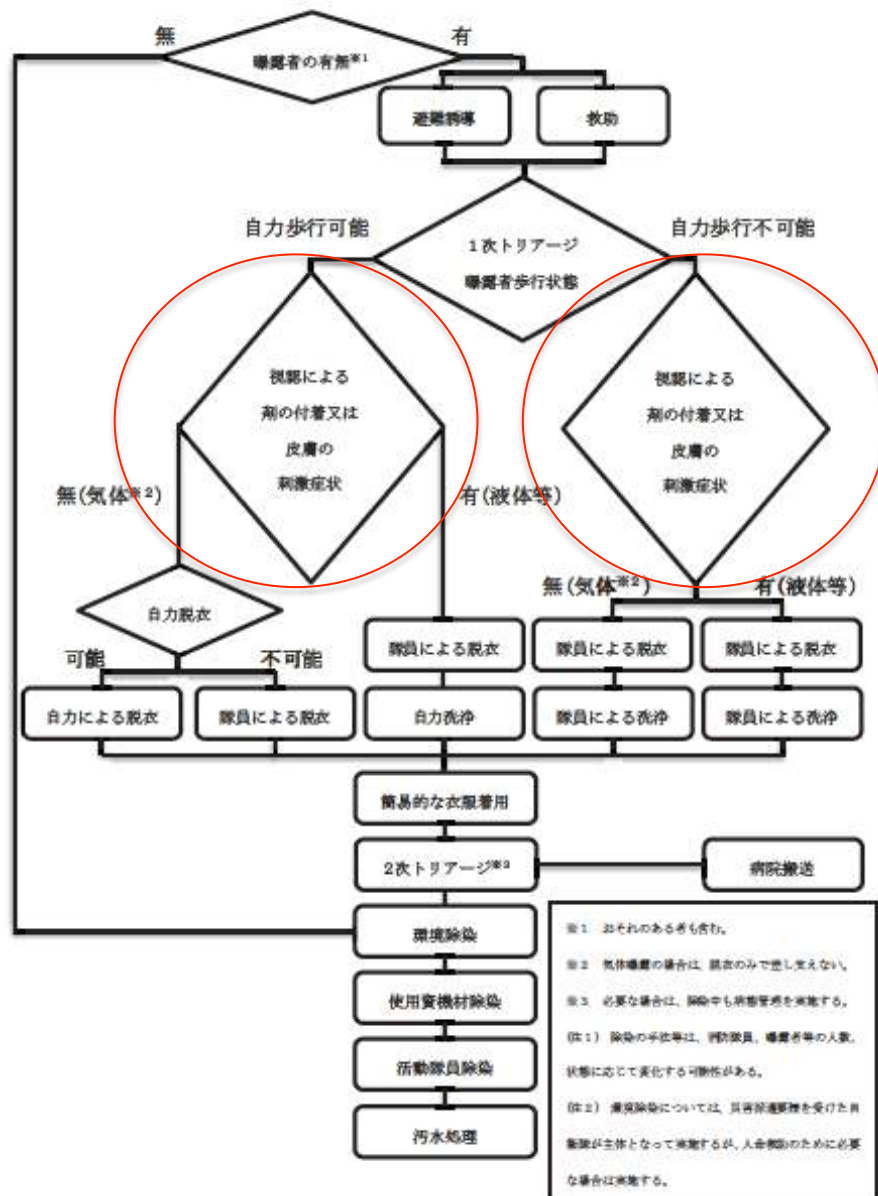 無
有
曝露者の有無※1
避難誘導
救助
自力歩行可能
自力歩行不可能
1次トリアージ
曝露者歩行状態
視認による
剤の付着又は
皮膚の
刺激症状
視認による
剤の付着又は
皮膚の
刺激症状
無(気体※2)
有(液体等)
無(気体※2)
有(液体等)
自力脱衣
可能
不可能
隊員による脱衣
隊員による脱衣
隊員による脱衣
自力による脱衣
隊員による脱衣
自力洗浄
隊員による洗浄
隊員による洗浄
簡易的な衣服着用
2次トリアージ※3
病院搬送
環境除染
使用資機材除染
活動隊員除染
汚水処理
※1 おそれのある者も含む。
※2 気体曝露の場合は、脱衣のみで差し支えない。
※3 必要な場合は、除染中も病態管理を実施する。
(注1) 除染の手法等は、消防隊員、曝露者等の人数、
状態に応じて変化する可能性がある。
(注2) 環境除染については、災害派遣要請を受けた自
衛隊が主体となって実施するが、人命救助のために必要
な場合は実施する。